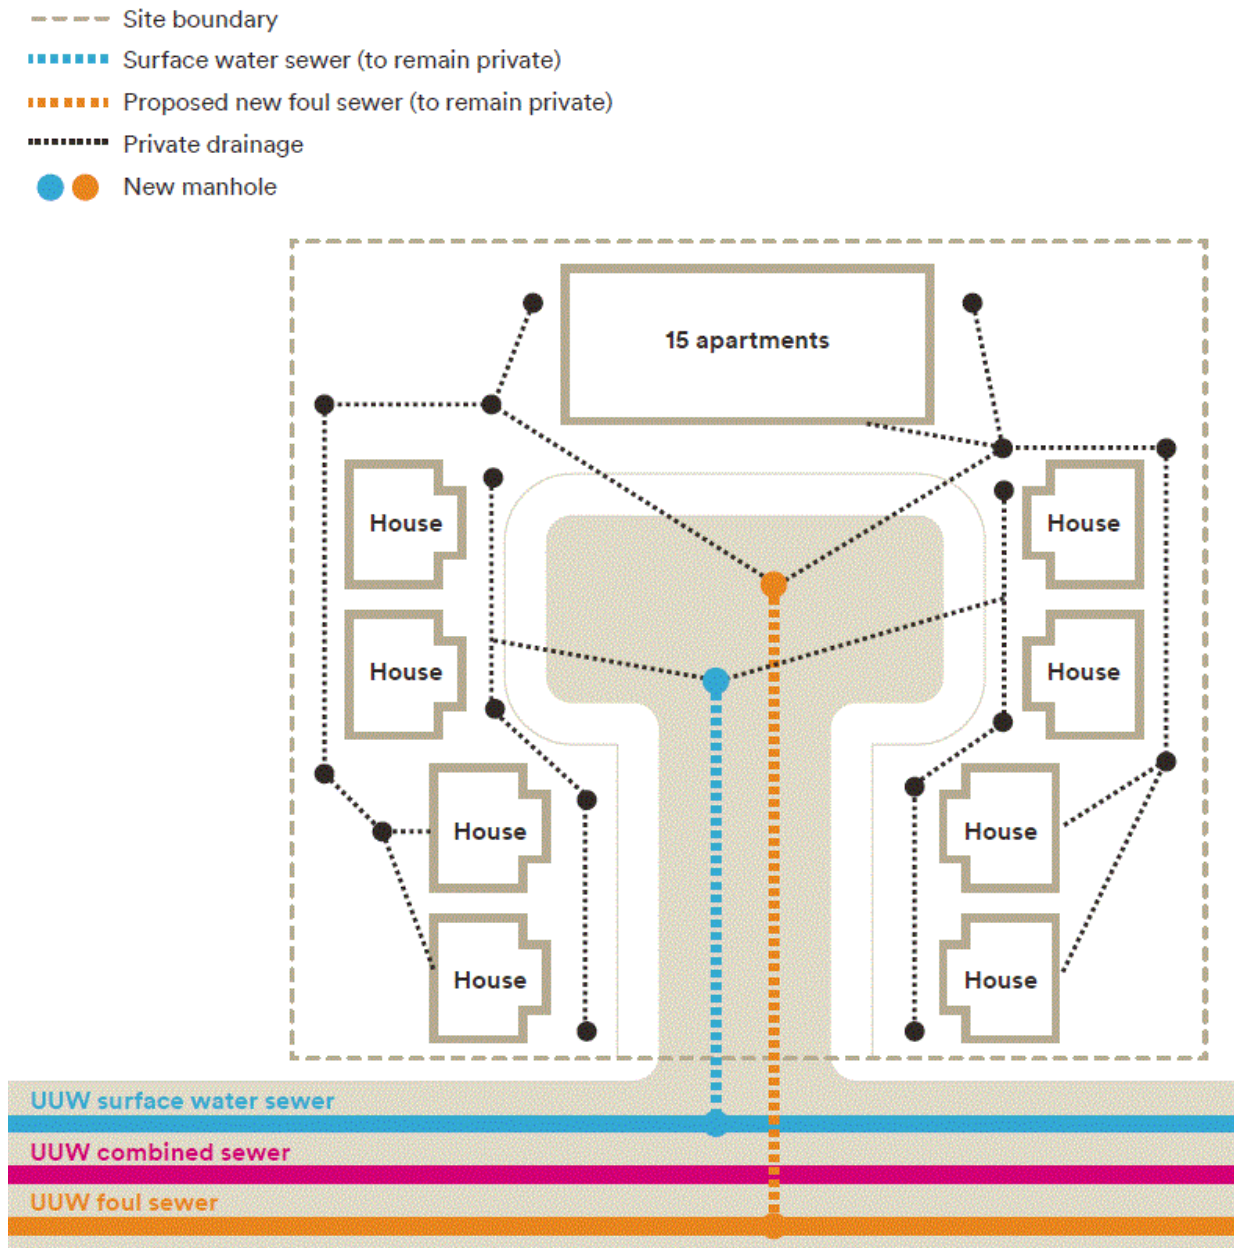 Site boundary
Surface water sewer (to remain private)
Proposed new foul sewer (to remain private)
Private drainage
New manhole
15 apartments
House
House
House
House
House
House
House
House
UUW surface water sewer
UUW combined sewer
UUW foul sewer